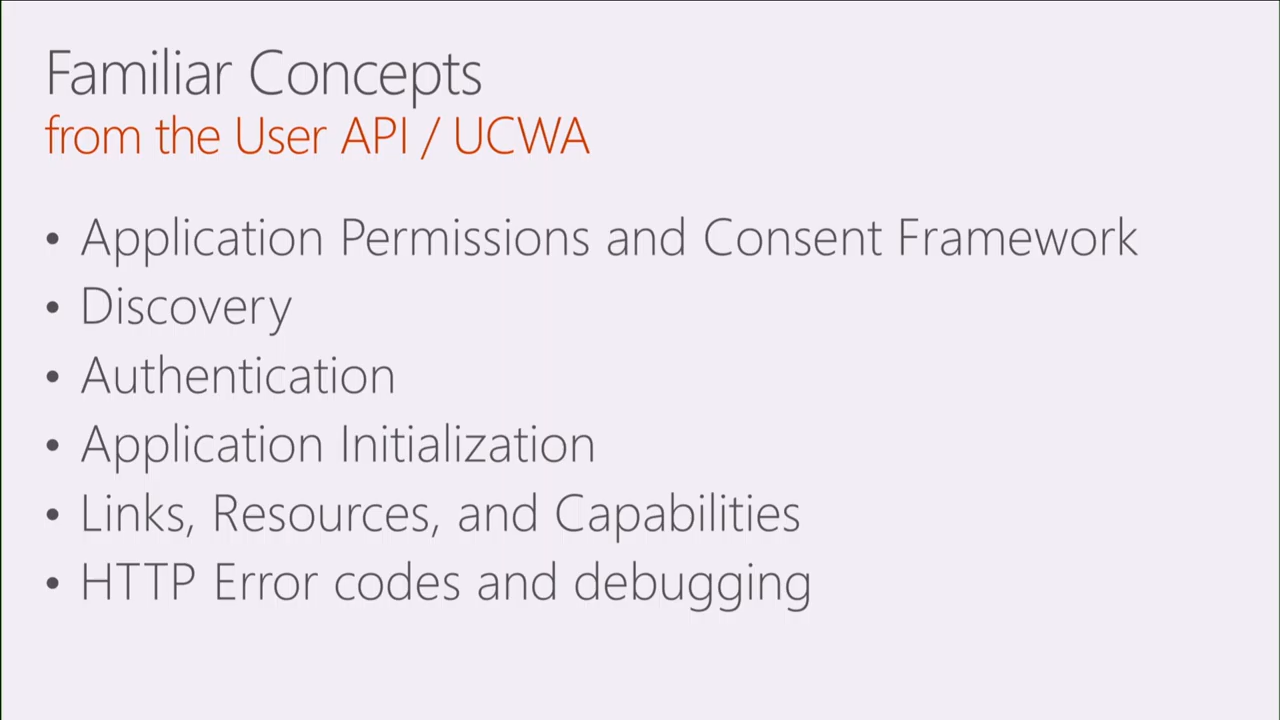 Familiar Concepts
from the User API / UCWA
• Application Permissions and Consent Framework
• Discovery
• Authentication
• Application Initialization
• Links, Resources, and Capabilities
• HTTP Error codes and debugging